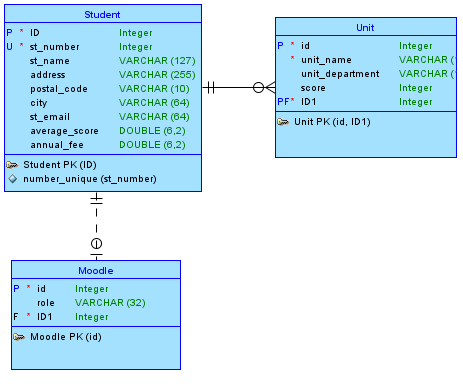 Student
P * ID Integer
U * st_number Integer
st_name VARCHAR (127)
address VARCHAR (255)
postal_code VARCHAR (10)
city VARCHAR (64)
st_email VARCHAR (64)
average_score DOUBLE (6,2)
annual_fee DOUBLE (6,2)
Student PK (ID)
number_unique (st_number)
Unit
P * id Integer
* unit_name VARCHAR (
unit_department VARCHAR (
score Integer
PF* ID1 Integer
Unit PK (id, ID1)
Moodle
P * id Integer
role VARCHAR (32)
F * ID1 Integer
Moodle PK (id)